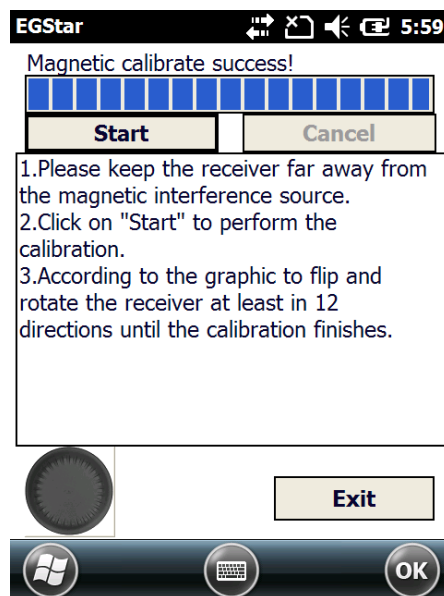 EGStar 5:59
Magnetic calibrate success!
Start Cancel
1.Please keep the receiver far away from
the magnetic interference source.
2.Click on "Start" to perform the
calibration.
3.According to the graphic to flip and
rotate the receiver at least in 12
directions until the calibration finishes.
Exit
OK